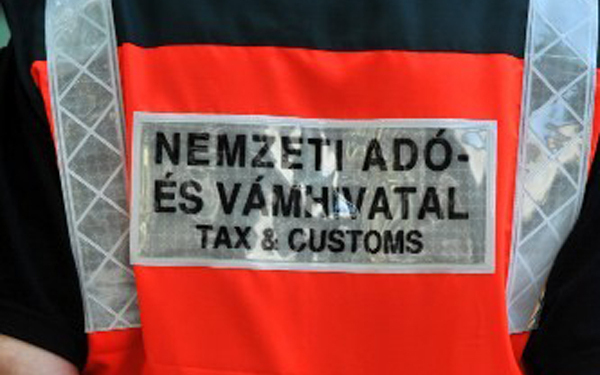 NEMZETI ADÓ-
ÉS VÁMHIVATAL
TAX & CUSTOMS